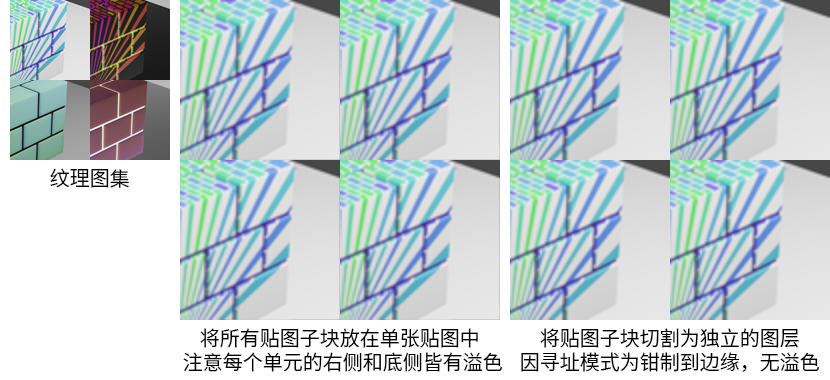 纹理图集
将所有贴图子块放在单张贴图中
注意每个单元的右侧和底侧皆有溢色
将贴图子块切割为独立的图层
因寻址模式为钳制到边缘，无溢色